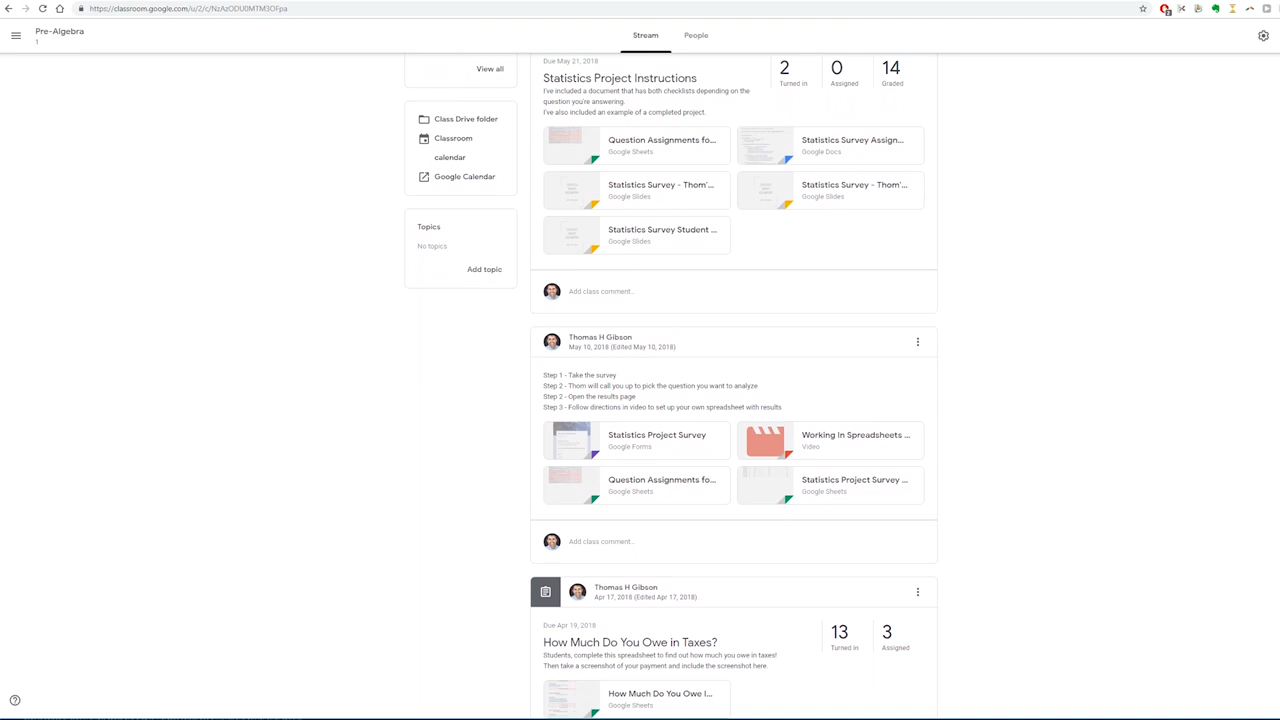 https://classroom.google.com/u/2/c/NzAzODU0MTM3OFpa
2
Pre-Algebra
1
Stream
People
View all
Class Drive folder
Classroom
calendar
Google Calendar
Topics
No topics
Add topic
Due May 21, 2018
Statistics Project Instructions
I've included a document that has both checklists depending on the
question you're answering.
I've also included an example of a completed project.
2
Turned in
0
Assigned
14
Graded
Question Assignments fo...
Google Sheets
Statistics Survey Assign...
Google Docs
Statistics Survey - Thom'...
Google Slides
Statistics Survey - Thom'...
Google Slides
Statistics Survey Student ...
Google Slides
Add class comment...
Thomas H Gibson
May 10, 2018 (Edited May 10, 2018)
Step 1 - Take the survey
Step 2 - Thom will call you up to pick the question you want to analyze
Step 2 - Open the results page
Step 3 - Follow directions in video to set up your own spreadsheet with results
Statistics Project Survey
Google Forms
Working In Spreadsheets ...
Video
Question Assignments fo...
Google Sheets
Statistics Project Survey ...
Google Sheets
Add class comment...
Thomas H Gibson
Apr 17, 2018 (Edited Apr 17, 2018)
Due Apr 19, 2018
How Much Do You Owe in Taxes?
Students, complete this spreadsheet to find out how much you owe in taxes!
Then take a screenshot of your payment and include the screenshot here.
13
Turned in
3
Assigned
How Much Do You Owe I...
Google Sheets